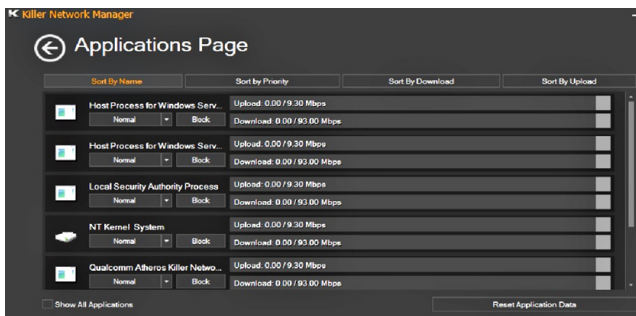 Killer Network Manager
Applications Page
Sort By Name Sort by Priority Sort By Download Sort By Upload
Host Process for Windows Serv... Upload: 0.00 / 9.30 Mbps
Normal Block Download: 0.00 / 93.00 Mbps
Host Process for Windows Serv... Upload: 0.00 / 9.30 Mbps
Normal Block Download: 0.00 / 93.00 Mbps
Local Security Authority Process Upload: 0.00 / 9.30 Mbps
Normal Block Download: 0.00 / 93.00 Mbps
NT Kernel System Upload: 0.00 / 9.30 Mbps
Normal Block Download: 0.00 / 93.00 Mbps
Qualcomm Atheros Killer Netwo... Upload: 0.00 / 9.30 Mbps
Normal Block Download: 0.00 / 93.00 Mbps
Show All Applications Reset Application Data